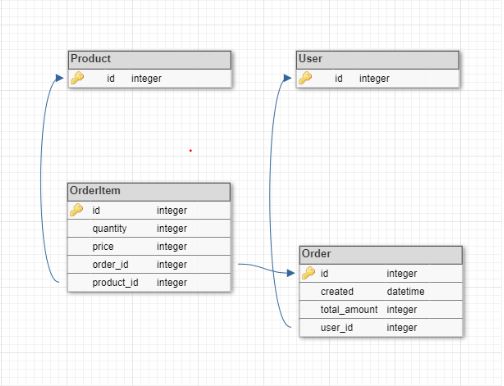 Product
id integer
User
id integer
OrderItem
id integer
quantity integer
price integer
order_id integer
product_id integer
Order
id integer
created datetime
total_amount integer
user_id integer